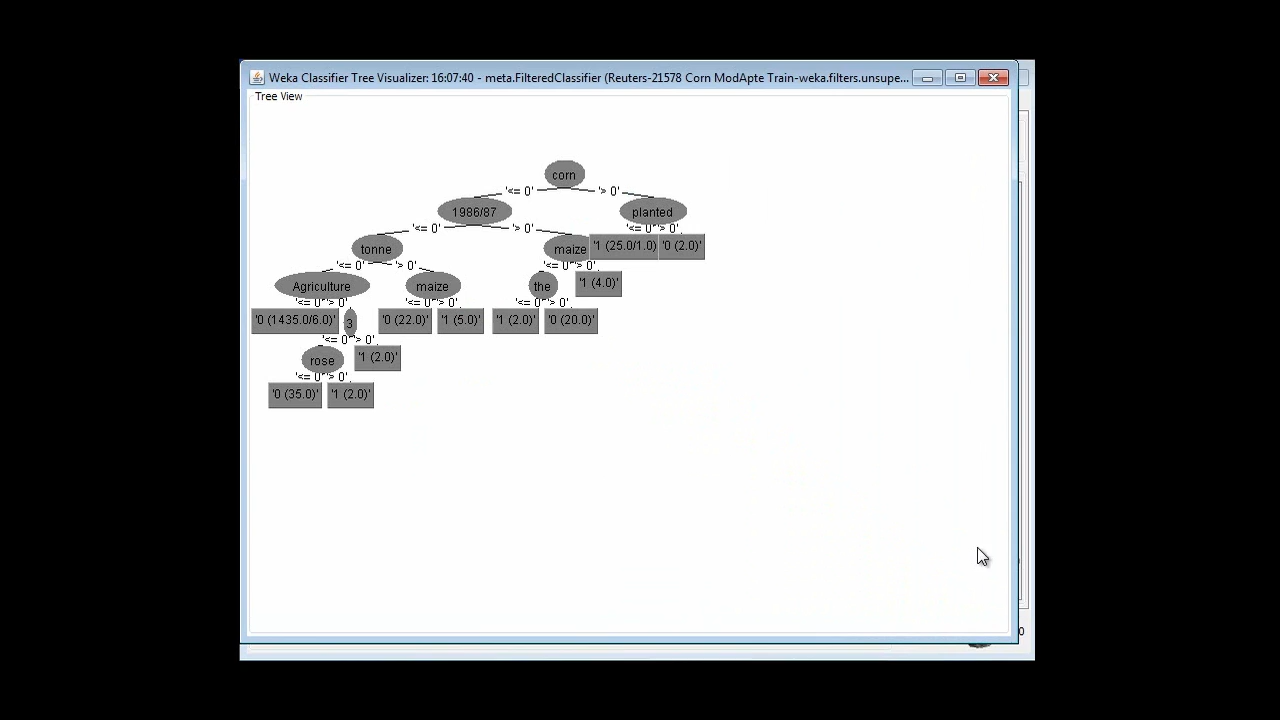 Weka Classifier Tree Visualizer: 16:07:40 - meta.FilteredClassifier (Reuters-21578 Corn ModApte Train-weka.filters.unsupe...
Tree View
corn
'<= 0' '> 0'
1986/87 planted
'<= 0' '> 0' '<= 0' '> 0'
tonne maize '1 (25.0/1.0) '0 (2.0)'
'<= 0' '> 0' '<= 0' '> 0'
Agriculture maize the '1 (4.0)'
'<= 0' '> 0' '<= 0' '> 0' '<= 0' '> 0'
'0 (1435.0/6.0)' 3 '0 (22.0)' '1 (5.0)' '1 (2.0)' '0 (20.0)'
'<= 0' '> 0'
rose '1 (2.0)'
'<= 0' '> 0'
'0 (35.0)' '1 (2.0)'
0